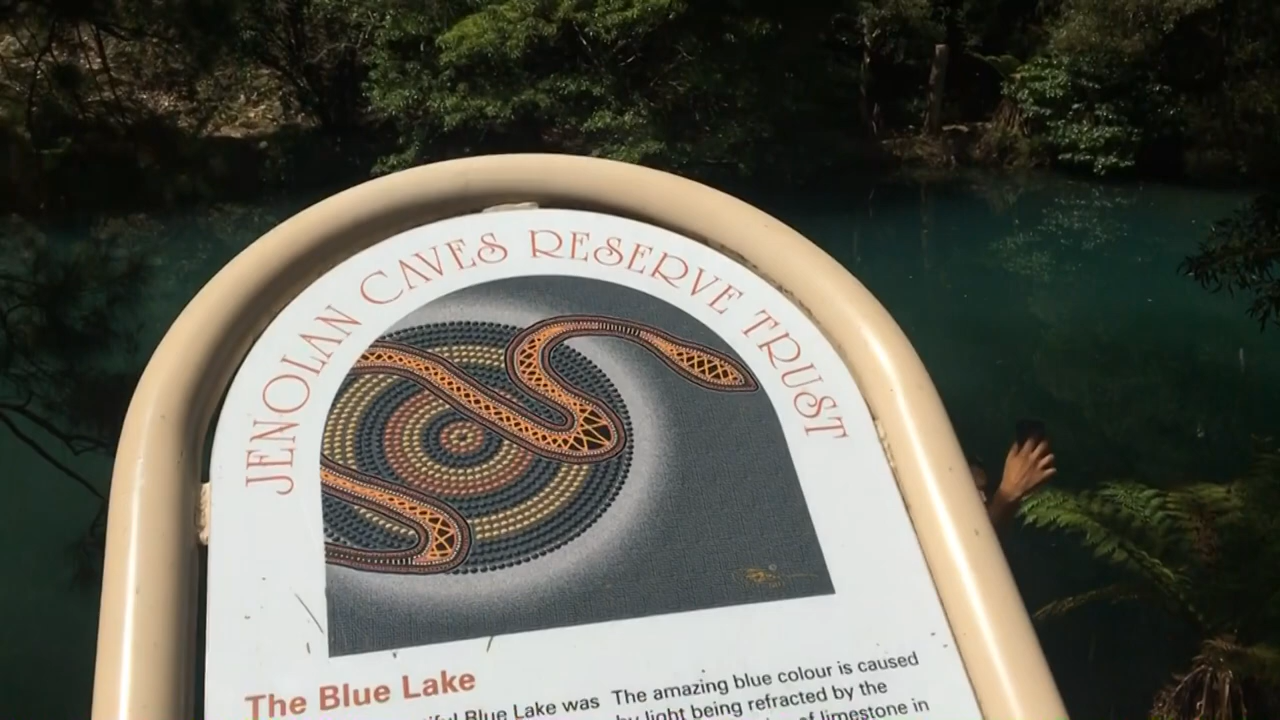 JENOLAN CAVES RESERVE TRUST
The Blue Lake
Blue Lake was
The amazing blue colour is caused
by light being refracted by the
of limestone in